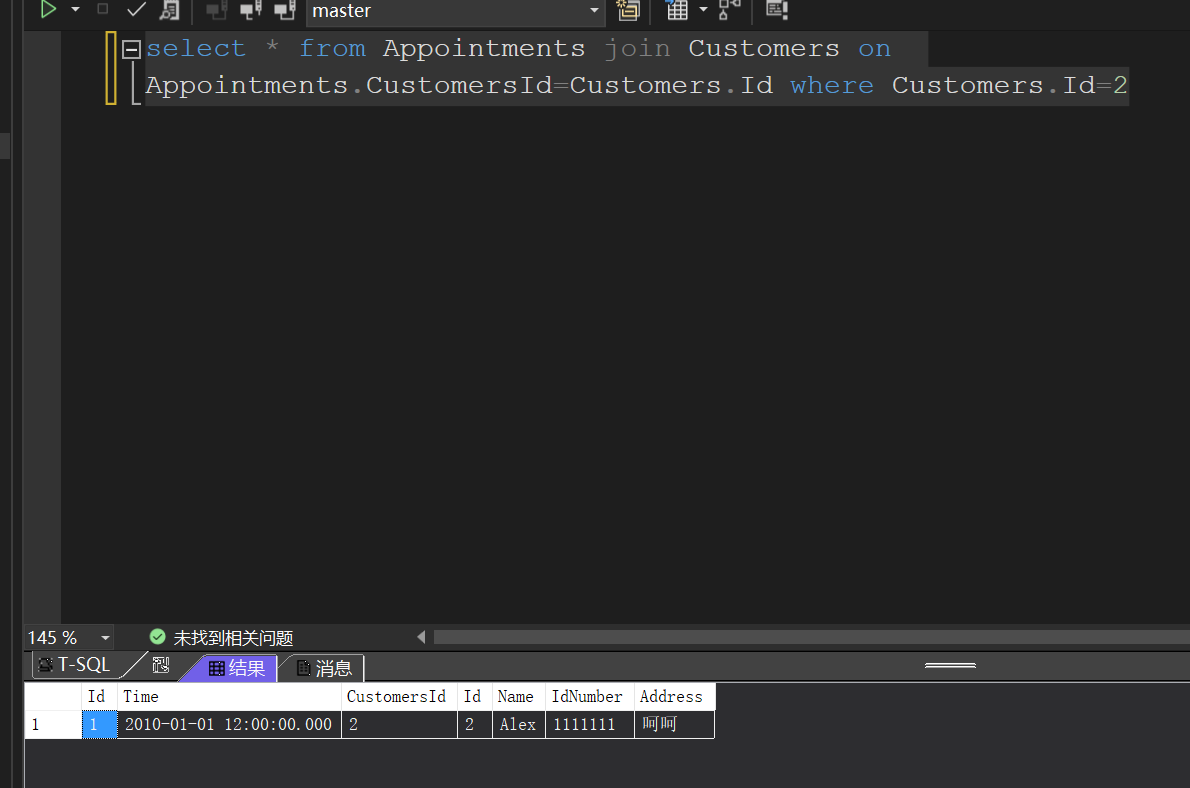 master
select * from Appointments join Customers on
Appointments.CustomersId=Customers.Id where Customers.Id=2
145 %
未找到相关问题
T-SQL
结果
消息
Id Time CustomersId Id Name IdNumber Address
1 1 2010-01-01 12:00:00.000 2 2 Alex 1111111 呵呵